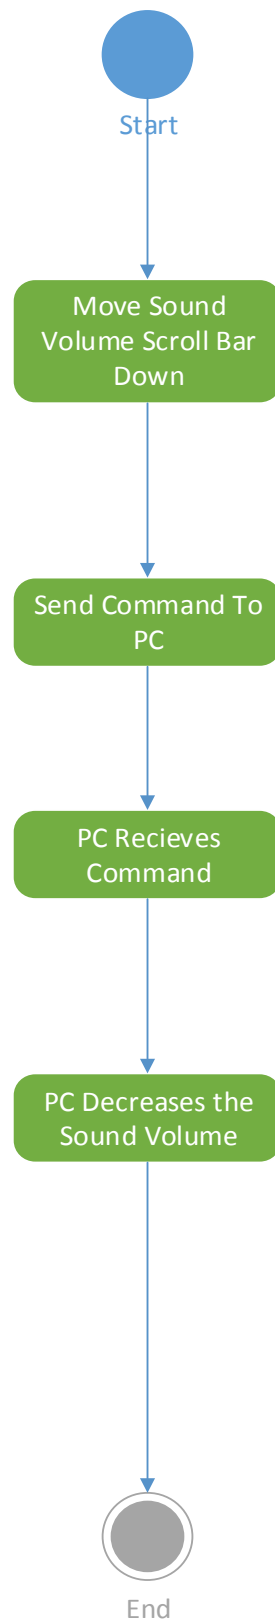 Start
Move Sound
Volume Scroll Bar
Down
Send Command To
PC
PC Recieves
Command
PC Decreases the
Sound Volume
End